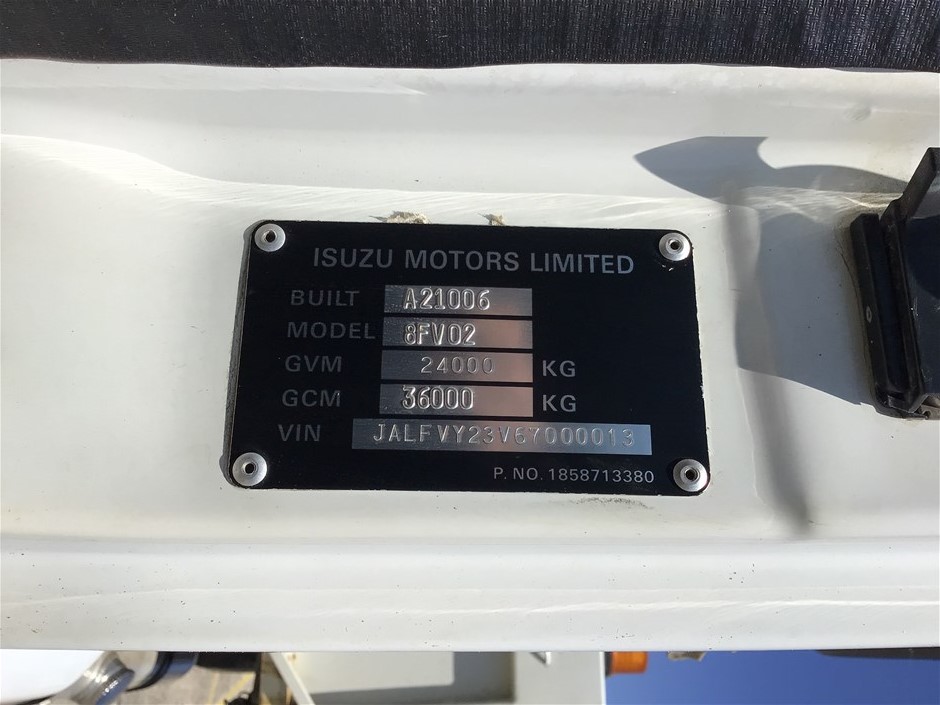 ISUZU MOTORS LIMITED
BUILT A21006
MODEL 8FV02
GVM 24000 KG
GCM 36000 KG
VIN JALFVY23V67000013
P. NO. 1858713380